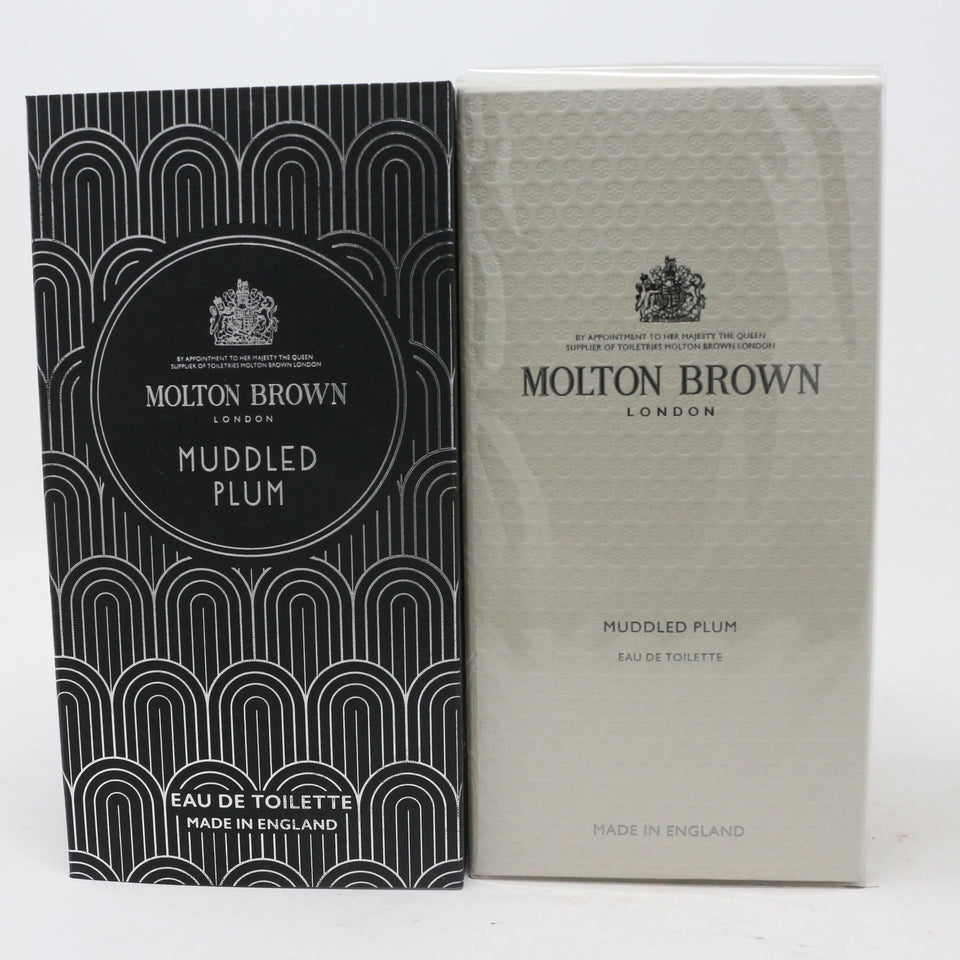 BY APPOINTMENT TO HER MAJESTY THE QUEEN
SUPPLIER OF TOILETRIES MOLTON BROWN LONDON
MOLTON BROWN
LONDON
MUDDLED
PLUM
EAU DE TOILETTE
MADE IN ENGLAND
BY APPOINTMENT TO HER MAJESTY THE QUEEN
SUPPLIER OF TOILETRIES MOLTON BROWN LONDON
MOLTON BROWN
LONDON
MUDDLED PLUM
EAU DE TOILETTE
MADE IN ENGLAND